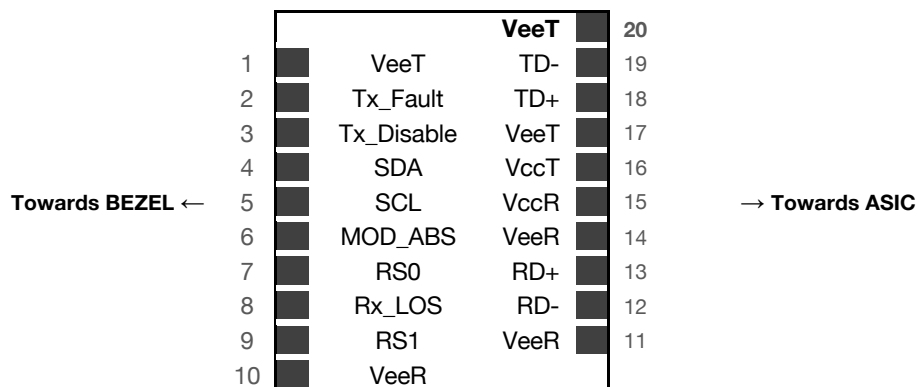 VeeT 20
1 VeeT TD- 19
2 Tx_Fault TD+ 18
3 Tx_Disable VeeT 17
4 SDA VccT 16
Towards BEZEL ← 5 SCL VccR 15 → Towards ASIC
6 MOD_ABS VeeR 14
7 RS0 RD+ 13
8 Rx_LOS RD- 12
9 RS1 VeeR 11
10 VeeR